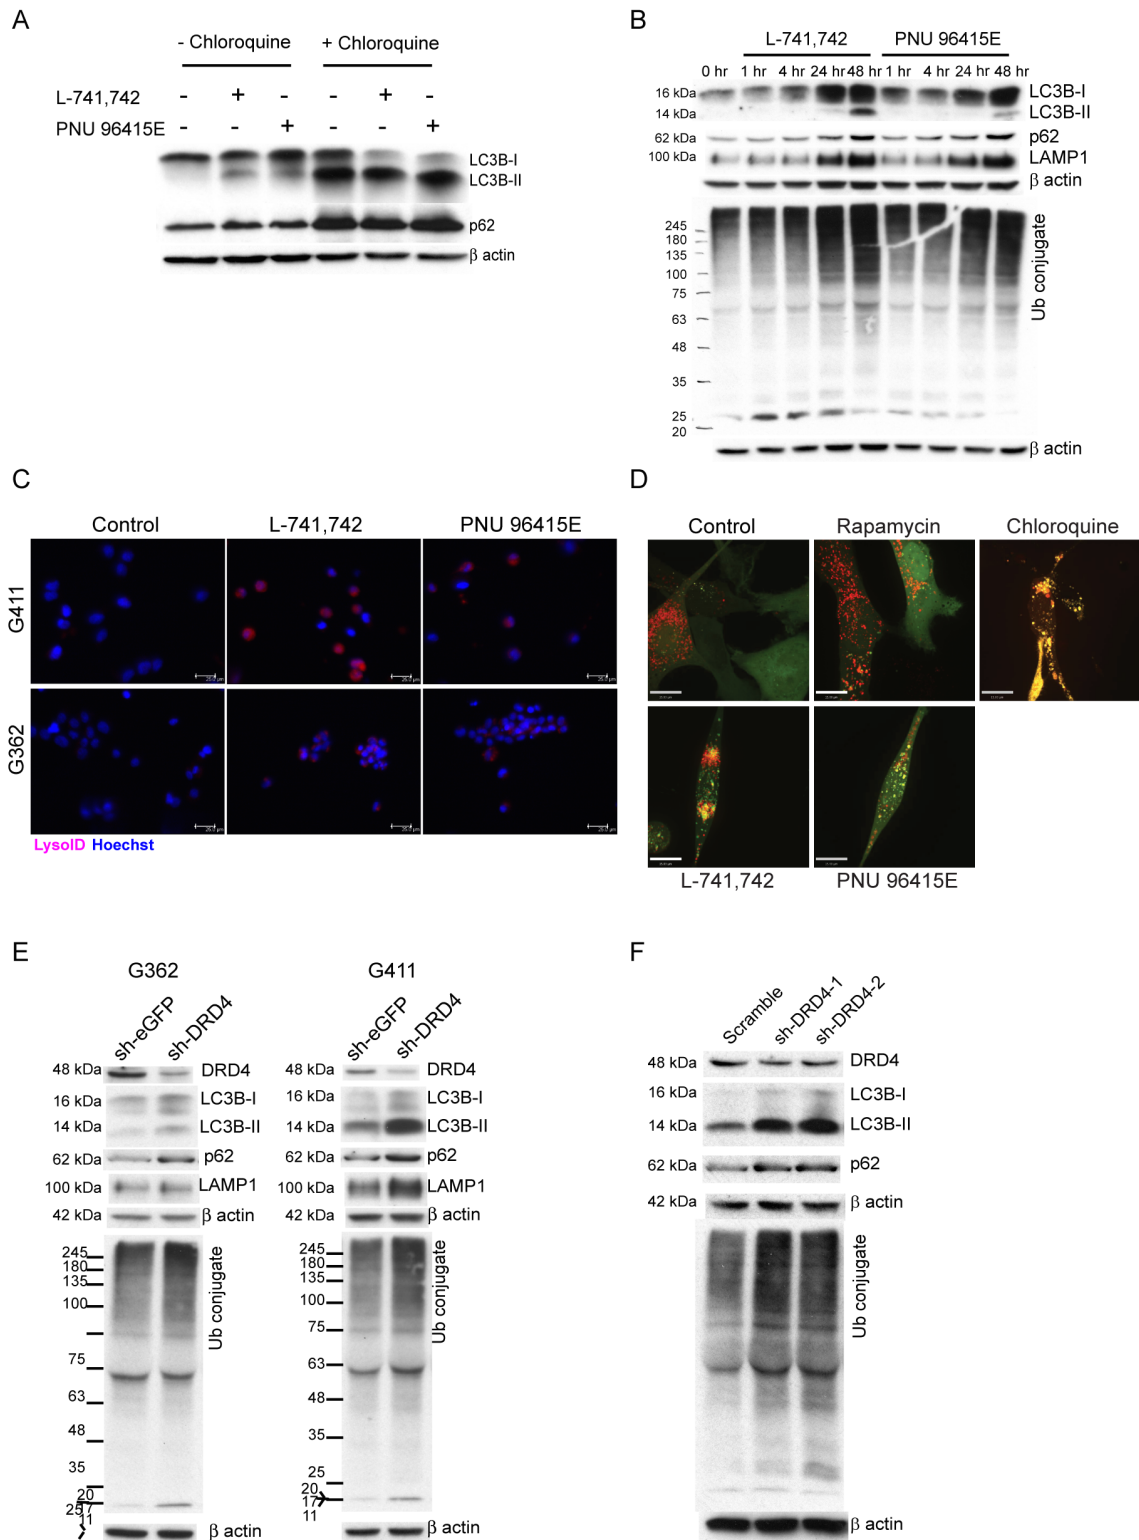 A
- Chloroquine + Chloroquine
L-741,742 - + - - + -
PNU 96415E - - + - - +
LC3B-I
LC3B-II
p62
β actin
B
L-741,742 PNU 96415E
0 hr 1 hr 4 hr 24 hr 48 hr 1 hr 4 hr 24 hr 48 hr
16 kDa LC3B-I
14 kDa LC3B-II
62 kDa p62
100 kDa LAMP1
β actin
245
180
135
100
75
63
48
35
25
20
Ub conjugate
β actin
C
Control L-741,742 PNU 96415E
G411
G362
LysoID Hoechst
D
Control Rapamycin Chloroquine
L-741,742 PNU 96415E
E
G362
sh-eGFP sh-DRD4
48 kDa DRD4
16 kDa LC3B-I
14 kDa LC3B-II
62 kDa p62
100 kDa LAMP1
42 kDa β actin
245
180
135
100
75
63
48
35
20
25
11
Ub conjugate
β actin
G411
sh-eGFP sh-DRD4
48 kDa DRD4
16 kDa LC3B-I
14 kDa LC3B-II
62 kDa p62
100 kDa LAMP1
42 kDa β actin
245
180
135
100
75
63
48
35
25
20
17
11
Ub conjugate
β actin
F
Scramble sh-DRD4-1 sh-DRD4-2
48 kDa DRD4
16 kDa LC3B-I
14 kDa LC3B-II
62 kDa p62
42 kDa β actin
Ub conjugate
β actin